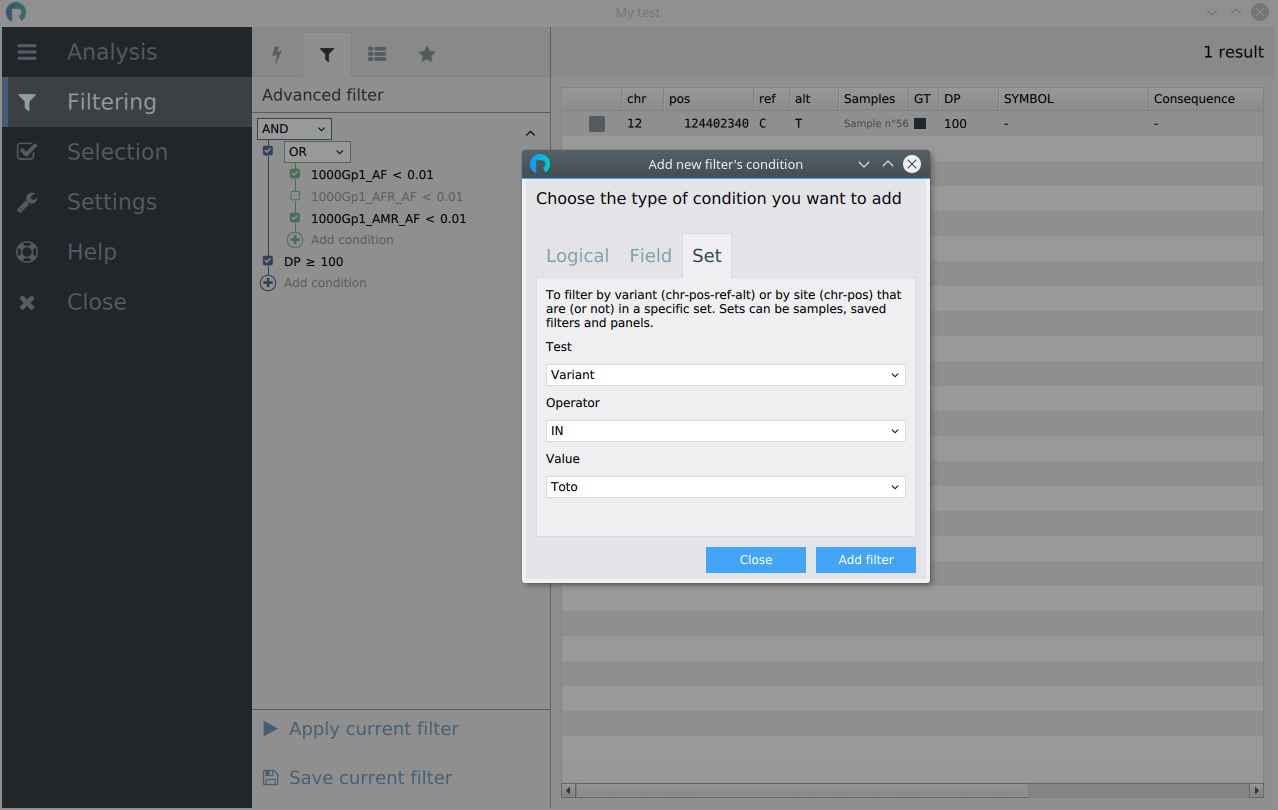 My test
Analysis
Filtering
Selection
Settings
Help
Close
Advanced filter
AND
OR
1000Gp1_AF < 0.01
1000Gp1_AFR_AF < 0.01
1000Gp1_AMR_AF < 0.01
Add condition
DP ≥ 100
Add condition
Apply current filter
Save current filter
1 result
chr pos ref alt Samples GT DP SYMBOL Consequence
12 124402340 C T Sample n°56 100 - -
Add new filter's condition
Choose the type of condition you want to add
Logical Field Set
To filter by variant (chr-pos-ref-alt) or by site (chr-pos) that
are (or not) in a specific set. Sets can be samples, saved
filters and panels.
Test
Variant
Operator
IN
Value
Toto
Close Add filter